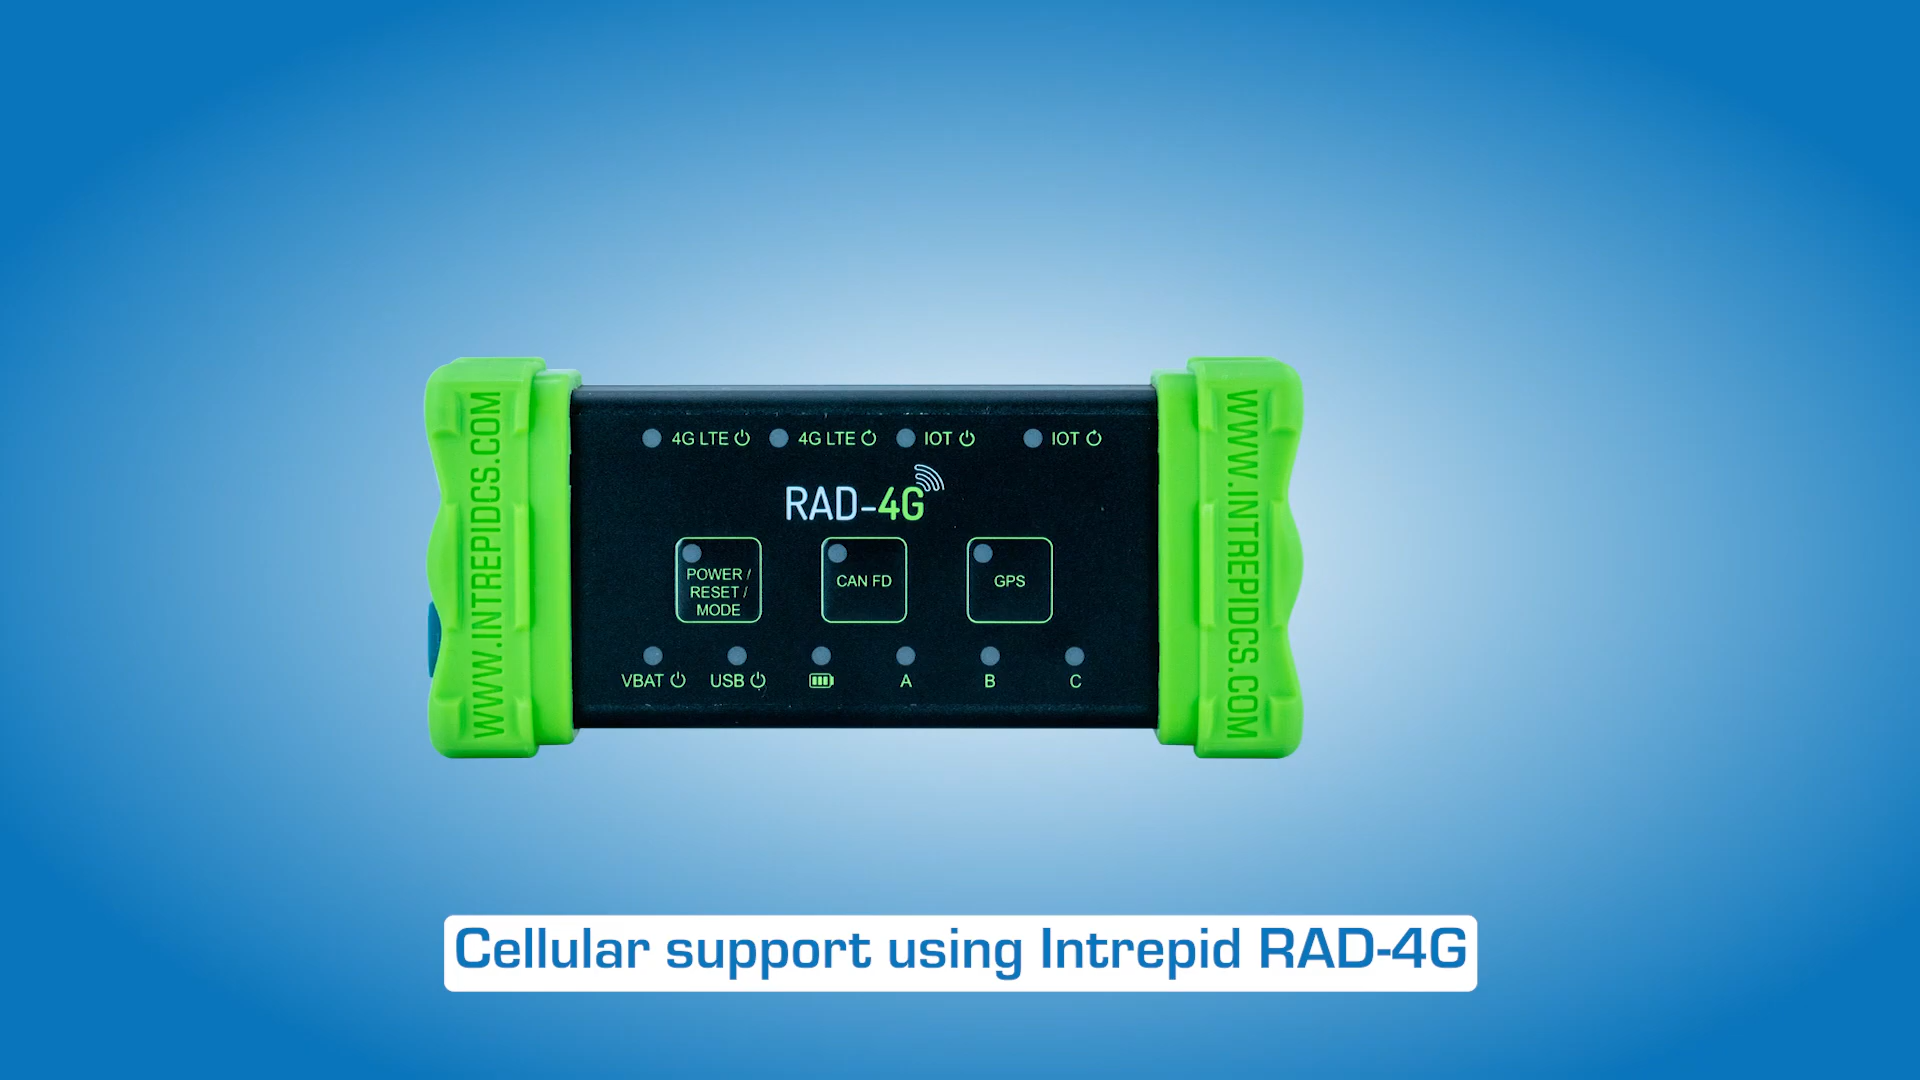 4G LTE 4G LTE IOT IOT
RAD-4G
POWER /
RESET /
MODE
CAN FD
GPS
VBAT USB A B C
WWW.INTREPIDCS.COM
WWW.INTREPIDCS.COM
Cellular support using Intrepid RAD-4G